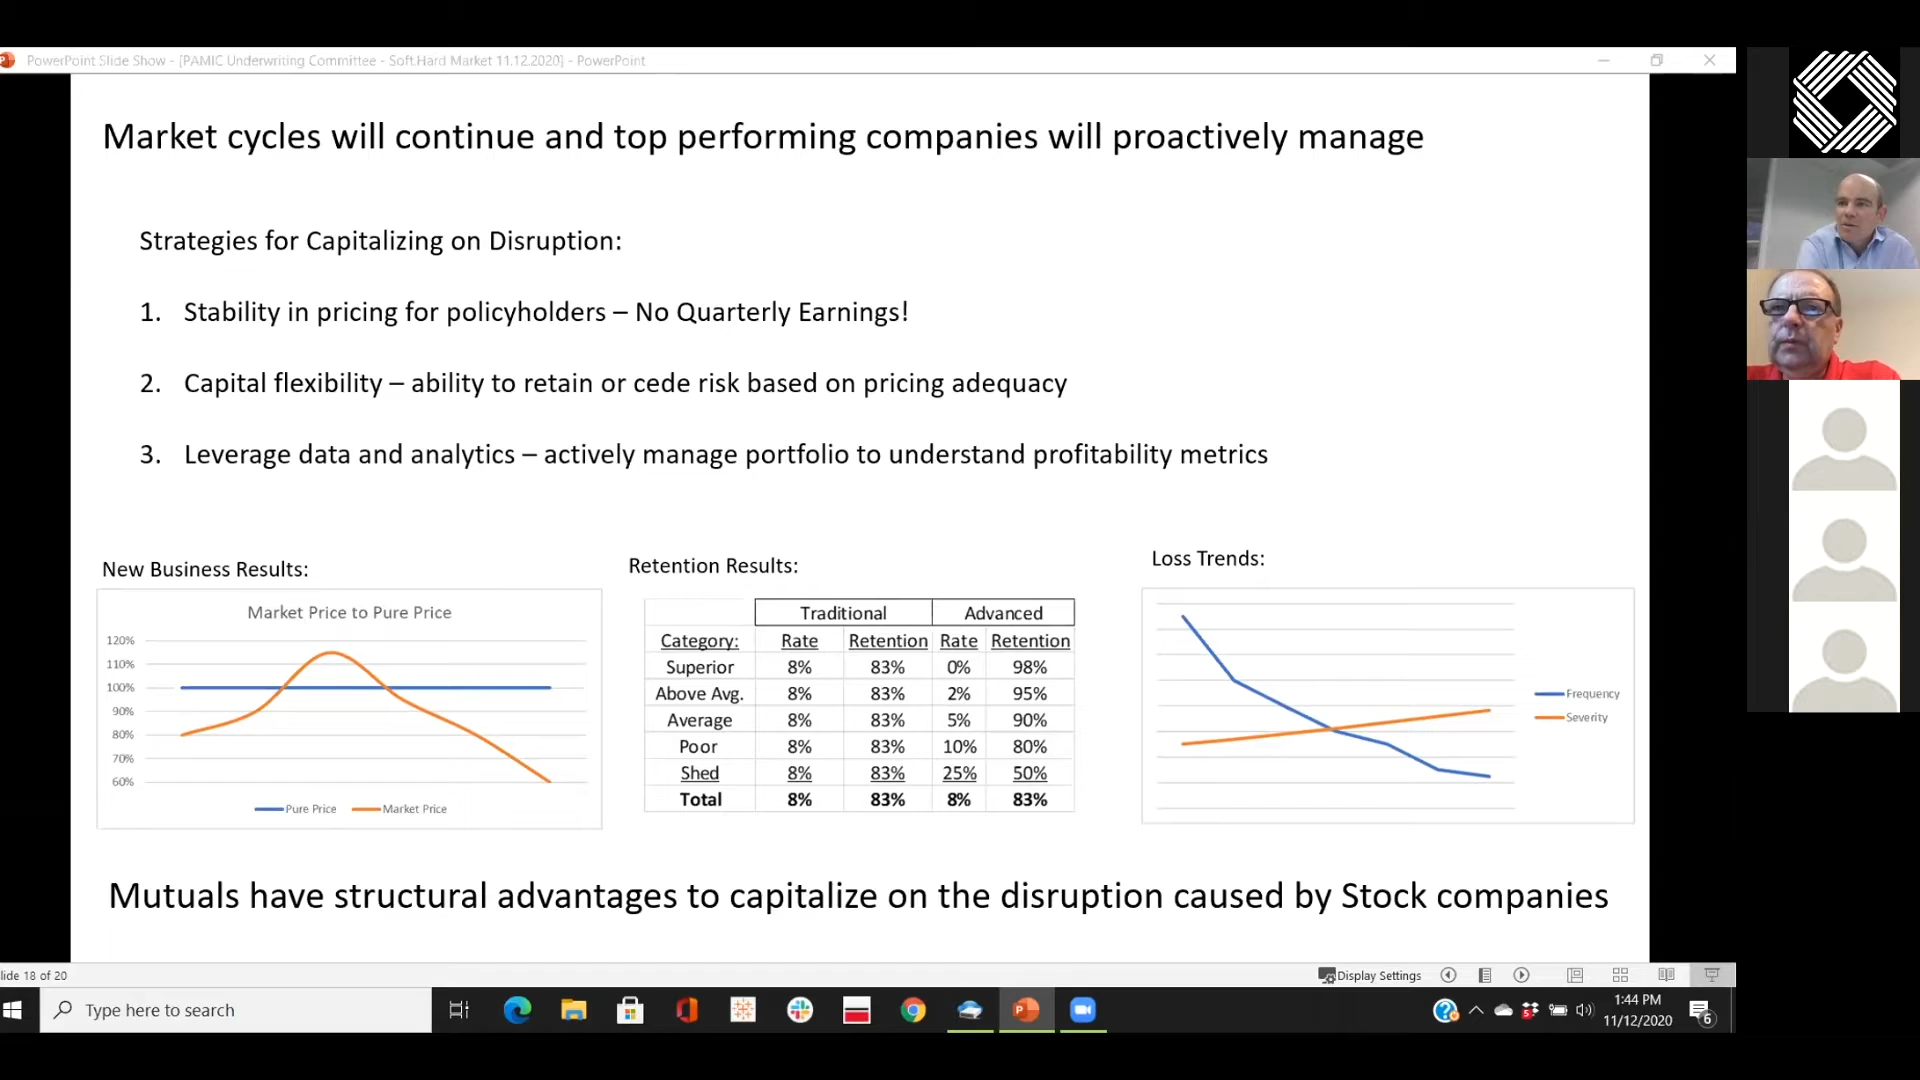 PowerPoint Slide Show - [PAMIC Underwriting Committee - Soft.Hard Market 11.12.2020] - PowerPoint
Market cycles will continue and top performing companies will proactively manage
Strategies for Capitalizing on Disruption:
1. Stability in pricing for policyholders – No Quarterly Earnings!
2. Capital flexibility – ability to retain or cede risk based on pricing adequacy
3. Leverage data and analytics – actively manage portfolio to understand profitability metrics
New Business Results:
Market Price to Pure Price
120%
110%
100%
90%
80%
70%
60%
Pure Price Market Price
Retention Results:
Traditional Advanced
Category: Rate Retention Rate Retention
Superior 8% 83% 0% 98%
Above Avg. 8% 83% 2% 95%
Average 8% 83% 5% 90%
Poor 8% 83% 10% 80%
Shed 8% 83% 25% 50%
Total 8% 83% 8% 83%
Loss Trends:
Frequency
Severity
Mutuals have structural advantages to capitalize on the disruption caused by Stock companies
lide 18 of 20
Display Settings
Type here to search
1:44 PM
11/12/2020
6